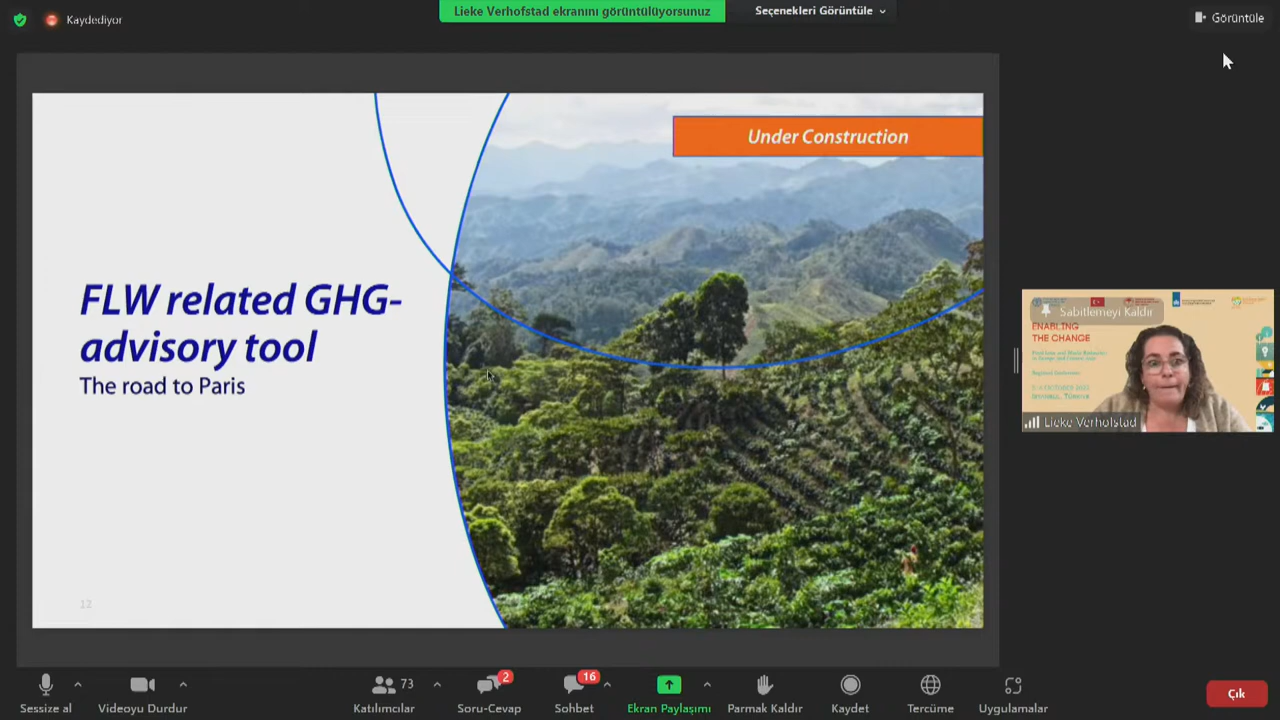 Kaydediyor
Lieke Verhofstad ekranını görüntülüyorsunuz
Seçenekleri Görüntüle
Görüntüle
Under Construction
FLW related GHG-
advisory tool
The road to Paris
12
Sabitlemeyi Kaldır
ENABLING
THE CHANGE
Lieke Verhofstad
Sessize al
Videoyu Durdur
73
Katılımcılar
2
Soru-Cevap
16
Sohbet
Ekran Paylaşımı
Parmak Kaldır
Kaydet
Tercüme
Uygulamalar
Çık